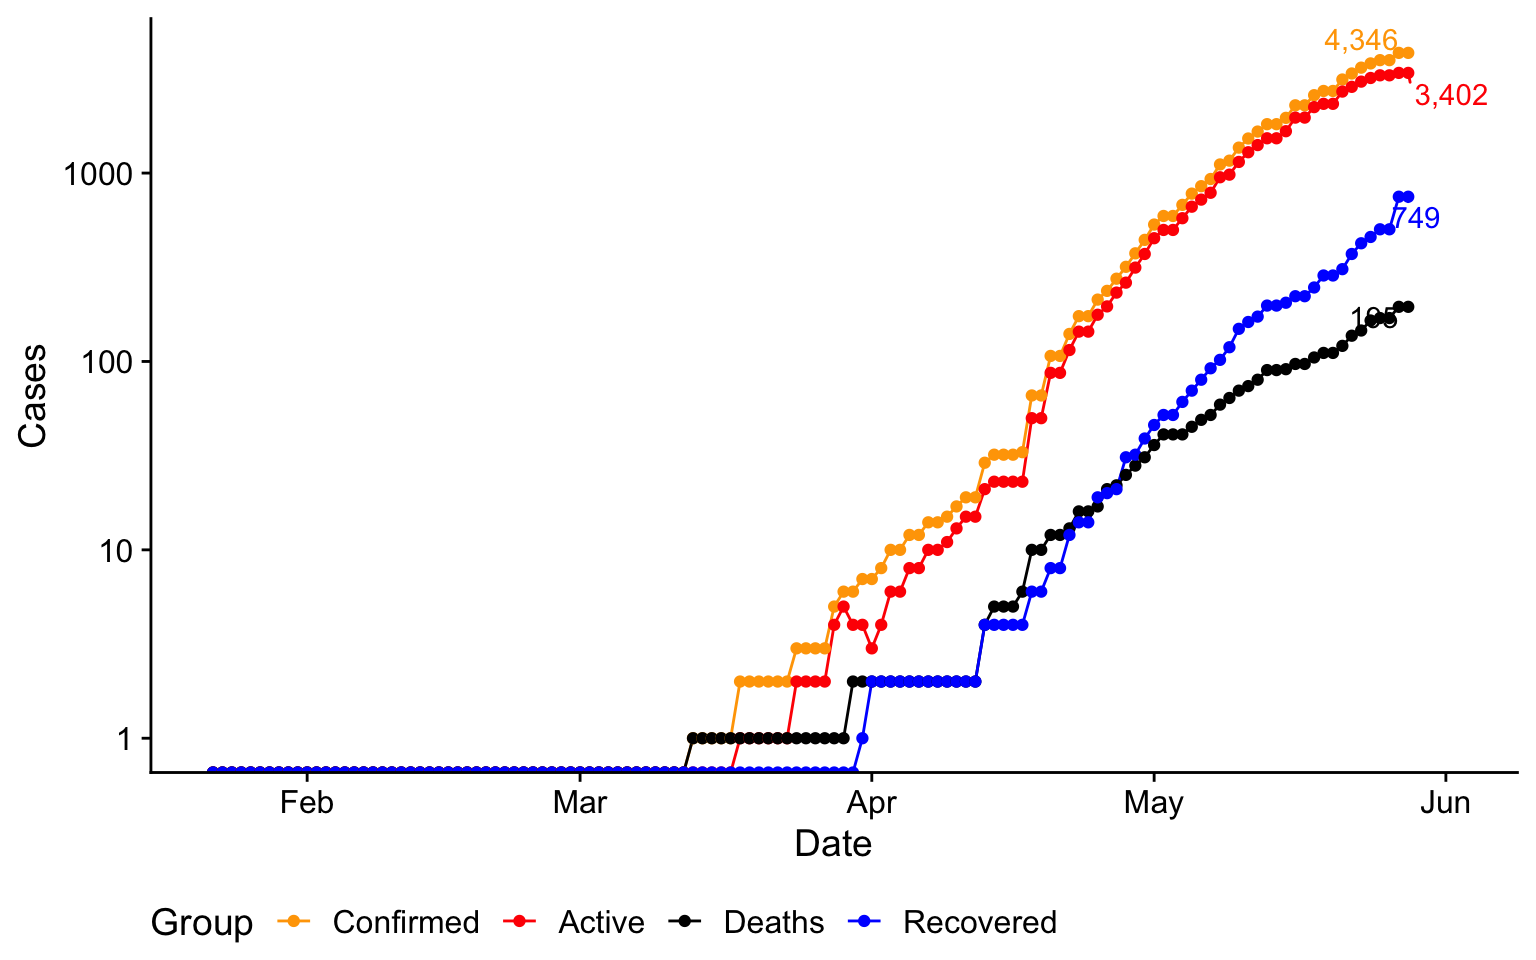 4,346
3,402
1000
749
195
100
10
1
Cases
Feb Mar Apr May Jun
Date
Group Confirmed Active Deaths Recovered